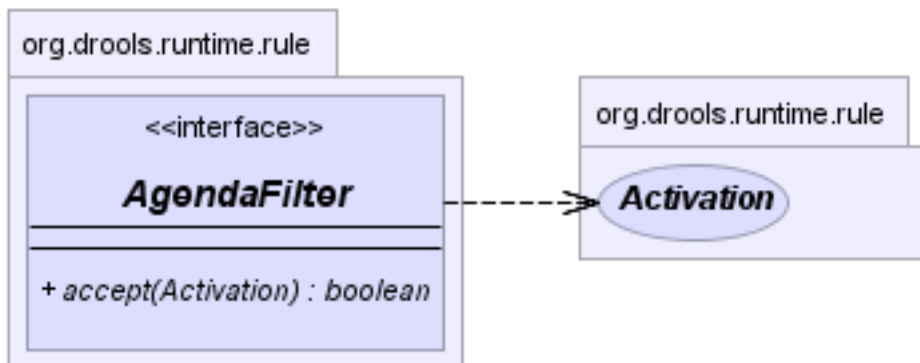 org.drools.runtime.rule
<<interface>>
AgendaFilter
+ accept(Activation) : boolean
org.drools.runtime.rule
Activation